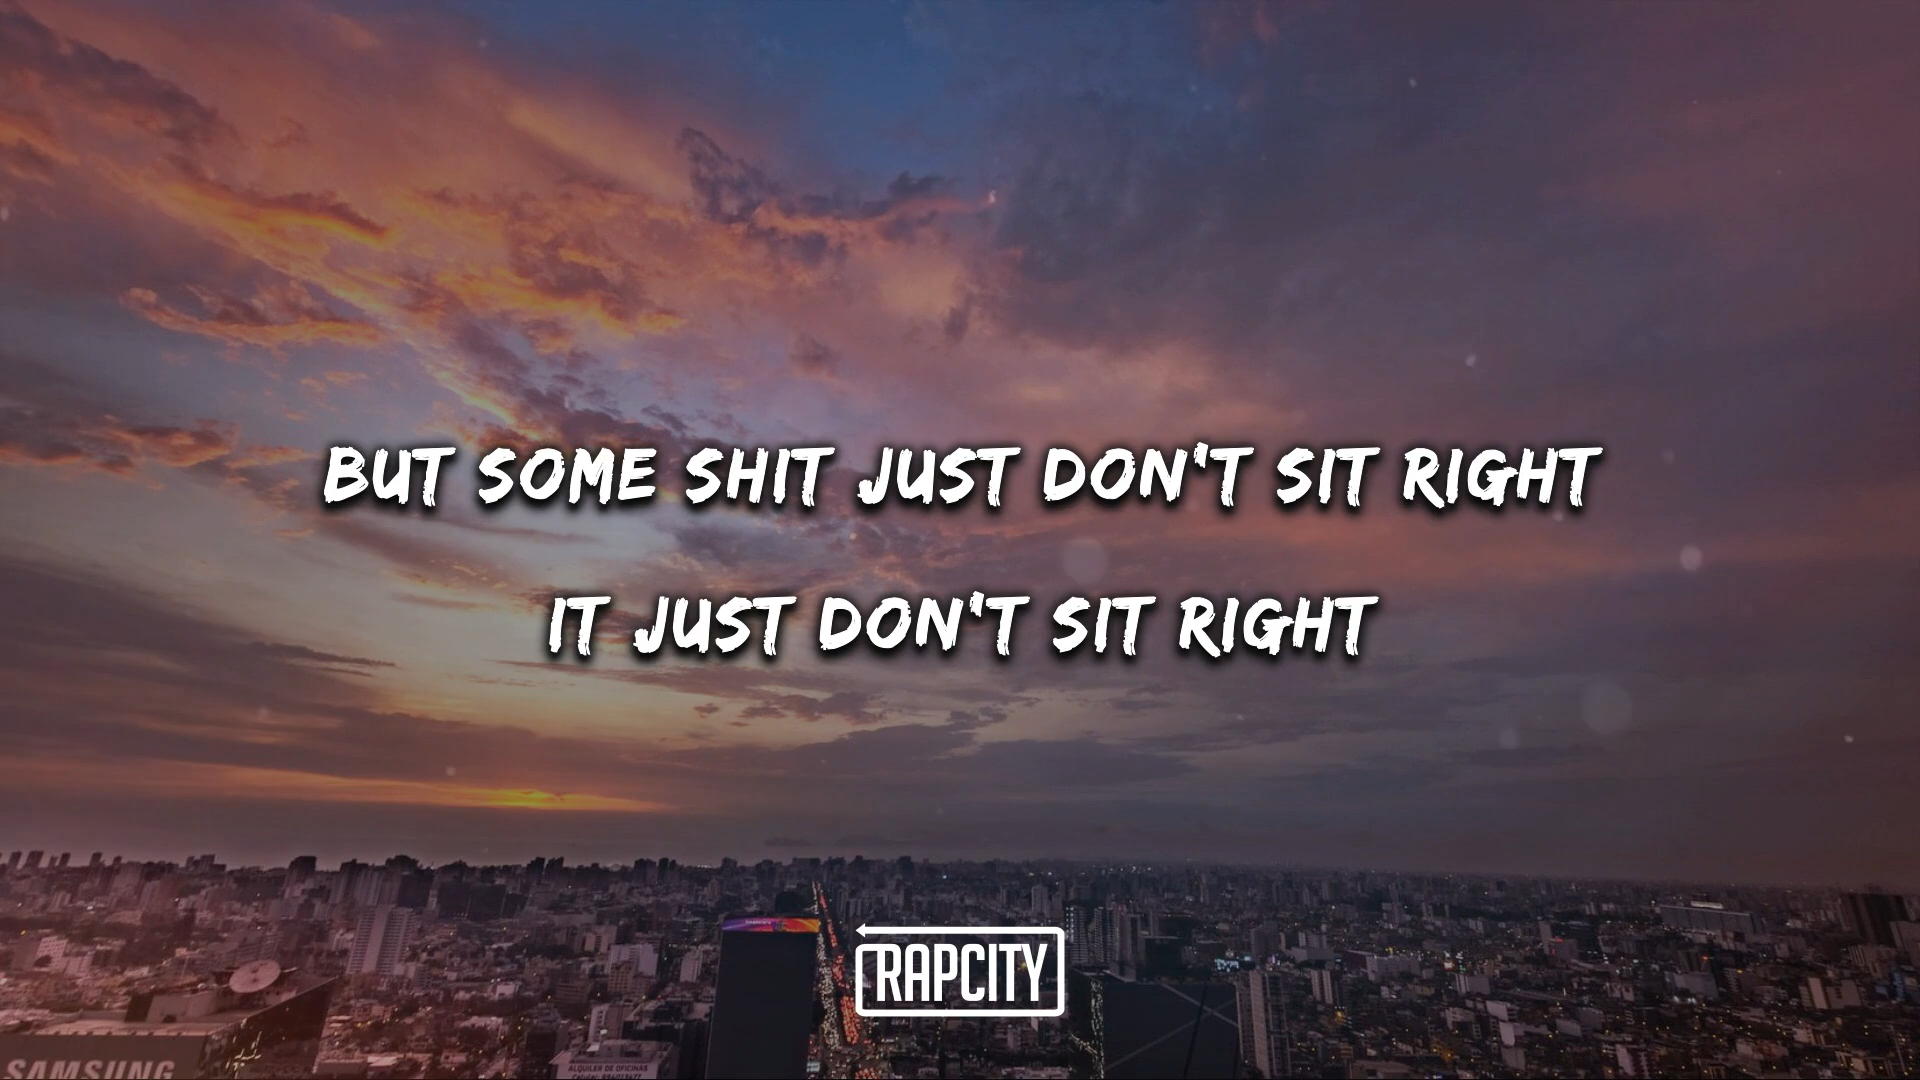 BUT SOME SHIT JUST DON'T SIT RIGHT
IT JUST DON'T SIT RIGHT
RAPCITY
SAMSUNG
ALQUILER DE OFICINAS